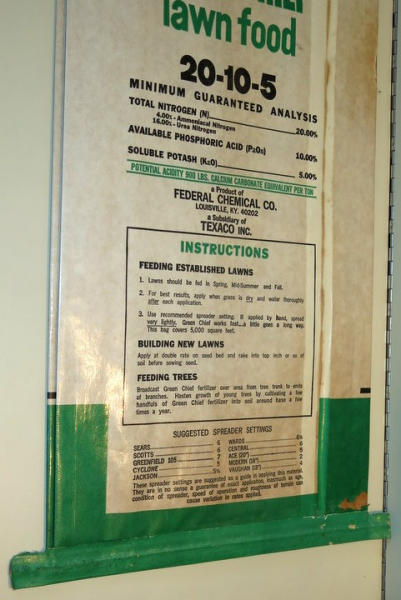 lawn food
20-10-5
MINIMUM GUARANTEED ANALYSIS
TOTAL NITROGEN (N) 20.00%
4.00% Ammoniacal Nitrogen
16.00% Urea Nitrogen
AVAILABLE PHOSPHORIC ACID (P2O5) 10.00%
SOLUBLE POTASH (K2O) 5.00%
POTENTIAL ACIDITY 900 LBS. CALCIUM CARBONATE EQUIVALENT PER TON
a Product of
FEDERAL CHEMICAL CO.
LOUISVILLE, KY. 40202
a Subsidiary of
TEXACO INC.
INSTRUCTIONS
FEEDING ESTABLISHED LAWNS
1. Lawns should be fed in Spring, Mid-Summer and Fall.
2. For best results, apply when grass is dry and water thoroughly
after each application.
3. Use recommended spreader setting. If applied by hand, spread
very lightly. Green Chief works fast—a little goes a long way.
This bag covers 5,000 square feet.
BUILDING NEW LAWNS
Apply at double rate on seed bed and rake into top inch or so of
soil before sowing seed.
FEEDING TREES
Broadcast Green Chief fertilizer over area from tree trunk to ends
of branches. Hasten growth of young trees by cultivating a few
handfuls of Green Chief fertilizer into soil around base a few
times a year.
SUGGESTED SPREADER SETTINGS
SEARS 6 WARDS
SCOTTS 6 CENTRAL 6
GREENFIELD 105 7 ACE (20") 2
CYCLONE 5 MODERN (18") 4
JACKSON 5½ VAUGHAN (18")
These spreader settings are suggested as a guide in applying this material.
They are in no sense a guarantee of exact application, inasmuch as age,
condition of spreader, speed of operation and roughness of terrain can
cause variation in rates applied.